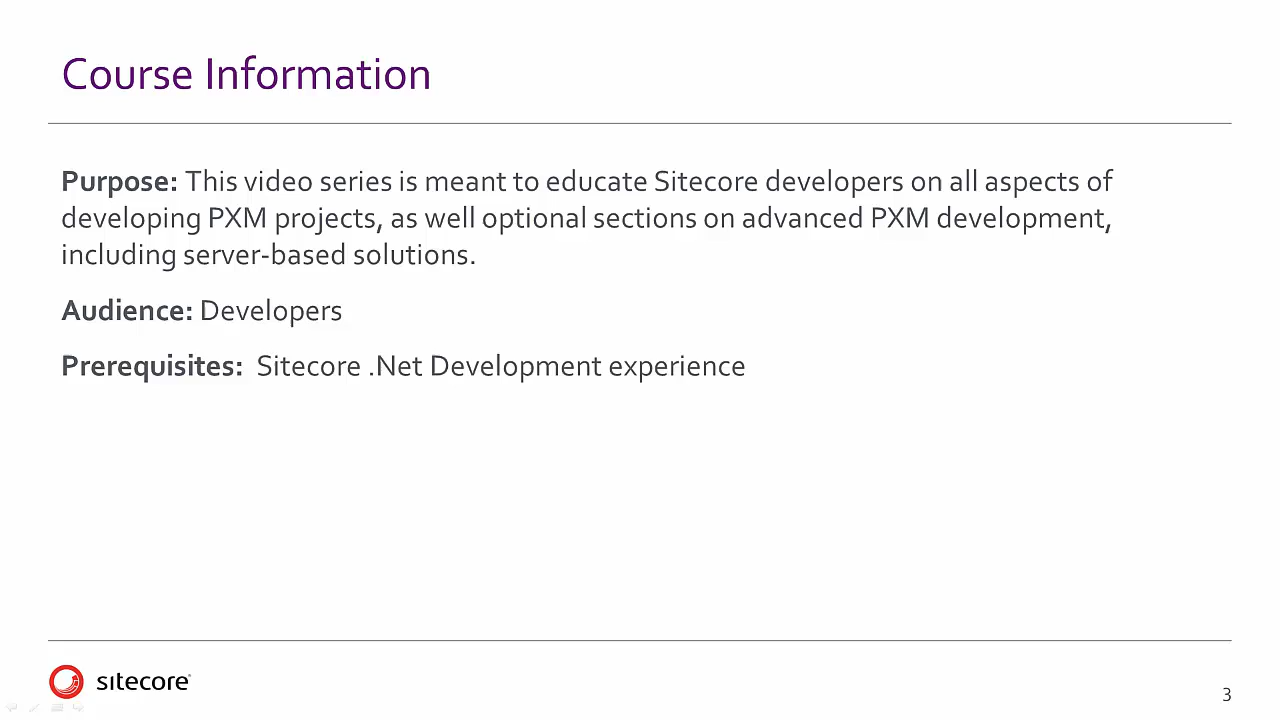 Course Information
Purpose: This video series is meant to educate Sitecore developers on all aspects of
developing PXM projects, as well optional sections on advanced PXM development,
including server-based solutions.
Audience: Developers
Prerequisites:  Sitecore .Net Development experience
sitecore
3